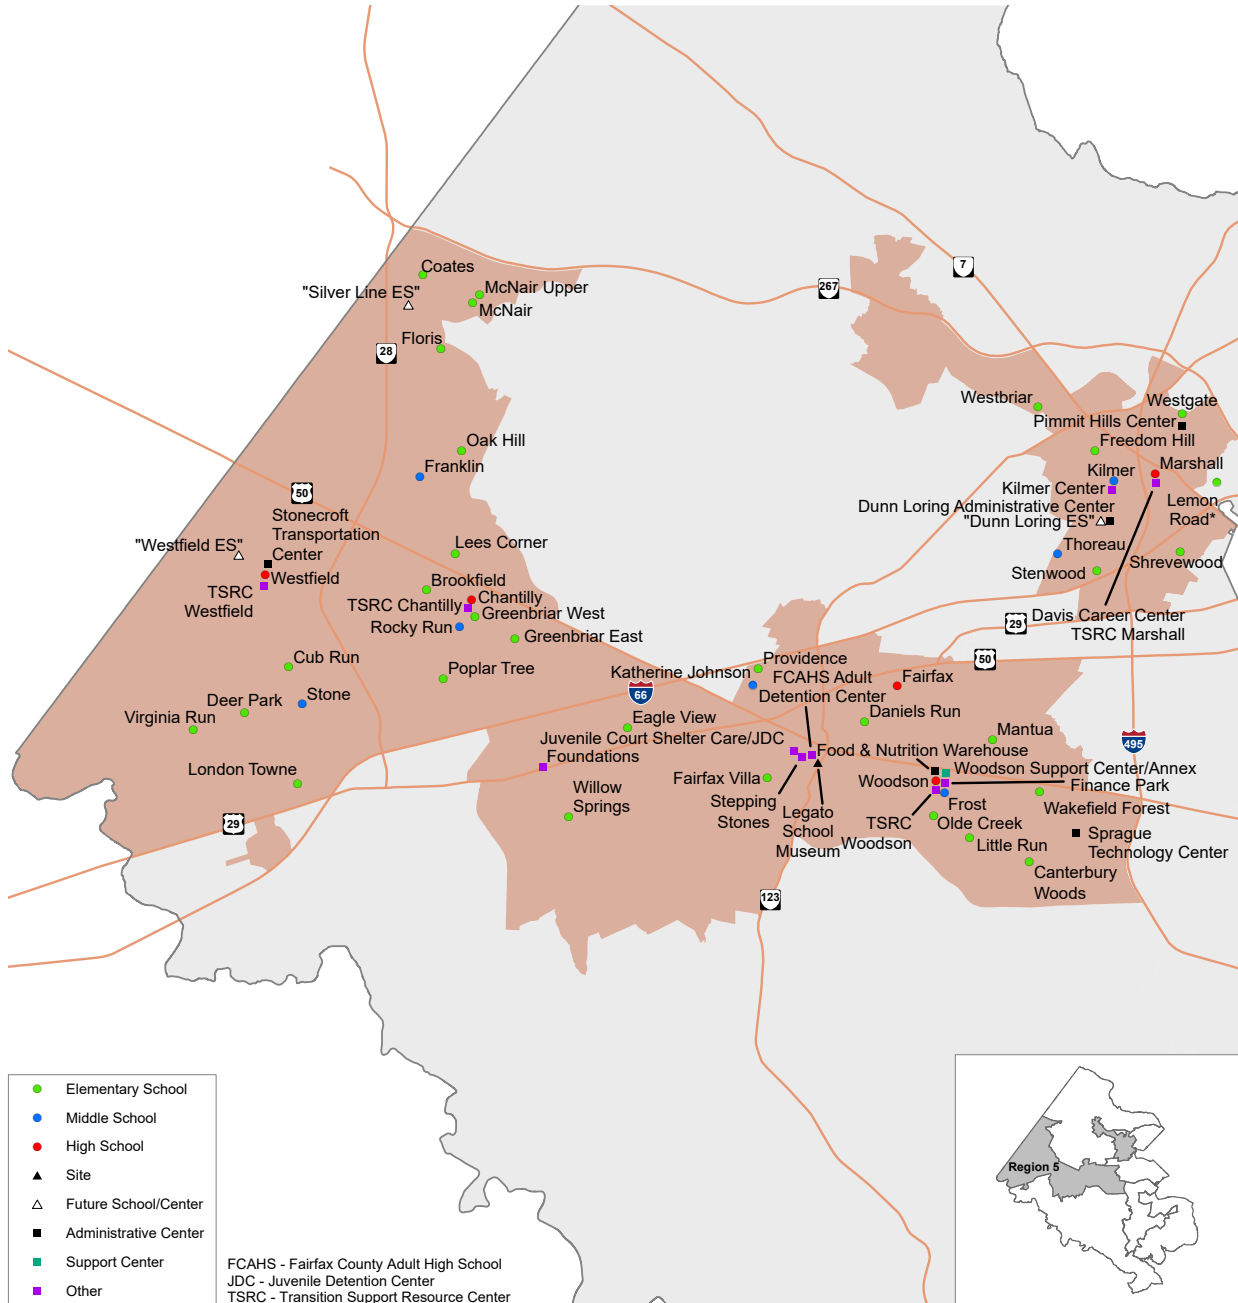 Coates
"Silver Line ES"
McNair Upper
McNair
Floris
28
267
7
Westbriar
Westgate
Pimmit Hills Center
Freedom Hill
Oak Hill
Franklin
Kilmer
Marshall
Kilmer Center
Dunn Loring Administrative Center
"Dunn Loring ES"
Lemon
Road*
50
Stonecroft
Transportation
Center
"Westfield ES"
Westfield
TSRC
Westfield
Lees Corner
Brookfield
Chantilly
TSRC Chantilly
Greenbriar West
Rocky Run
Greenbriar East
Thoreau
Stenwood
Shrevewood
29
Davis Career Center
TSRC Marshall
50
Cub Run
Poplar Tree
Katherine Johnson
Providence
FCAHS Adult
Detention Center
Fairfax
66
Deer Park
Stone
Virginia Run
Eagle View
Daniels Run
Mantua
495
Juvenile Court Shelter Care/JDC
Foundations
Food & Nutrition Warehouse
London Towne
Willow
Springs
Fairfax Villa
Stepping
Stones
Legato
School
Museum
Woodson
Woodson Support Center/Annex
Finance Park
TSRC
Woodson
Frost
Wakefield Forest
Olde Creek
Little Run
Sprague
Technology Center
Canterbury
Woods
29
123
Elementary School
Middle School
High School
Site
Future School/Center
Administrative Center
Support Center
Other
FCAHS - Fairfax County Adult High School
JDC - Juvenile Detention Center
TSRC - Transition Support Resource Center
Region 5